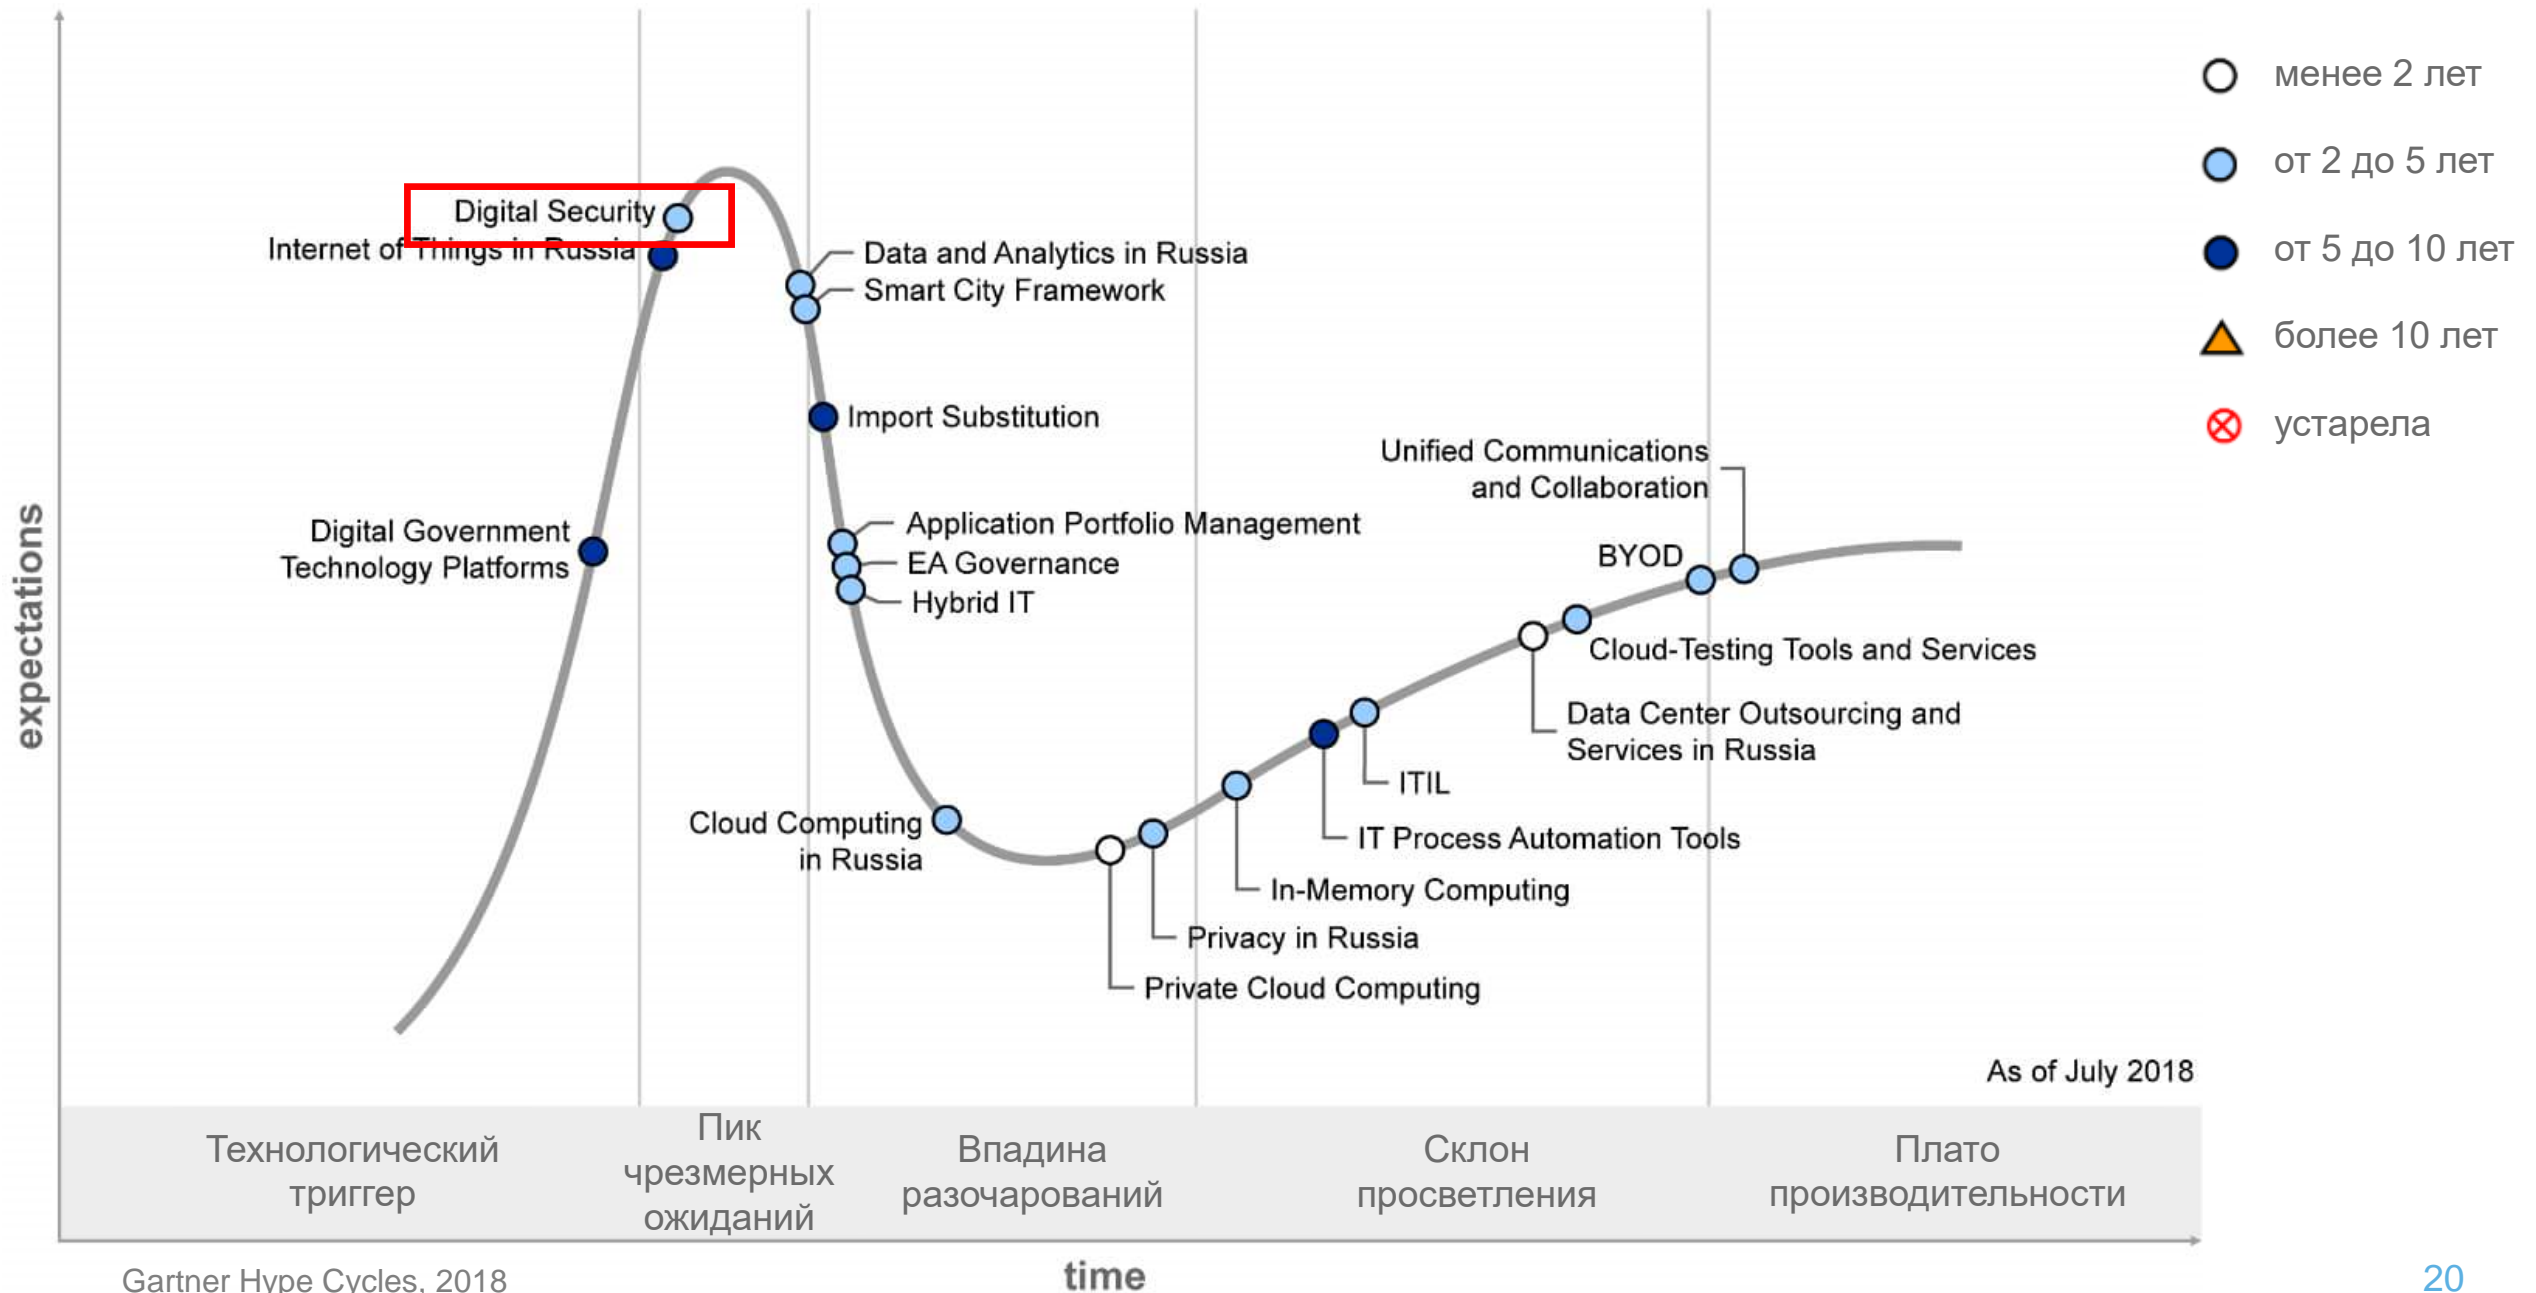 менее 2 лет
от 2 до 5 лет
от 5 до 10 лет
более 10 лет
устарела
Digital Security
Internet of Things in Russia
Data and Analytics in Russia
Smart City Framework
Import Substitution
Digital Government
Technology Platforms
Application Portfolio Management
EA Governance
Hybrid IT
Unified Communications
and Collaboration
BYOD
Cloud-Testing Tools and Services
Data Center Outsourcing and
Services in Russia
ITIL
IT Process Automation Tools
In-Memory Computing
Privacy in Russia
Private Cloud Computing
Cloud Computing
in Russia
expectations
As of July 2018
Технологический
триггер
Пик
чрезмерных
ожиданий
Впадина
разочарований
Склон
просветления
Плато
производительности
time
Gartner Hype Cycles, 2018
20